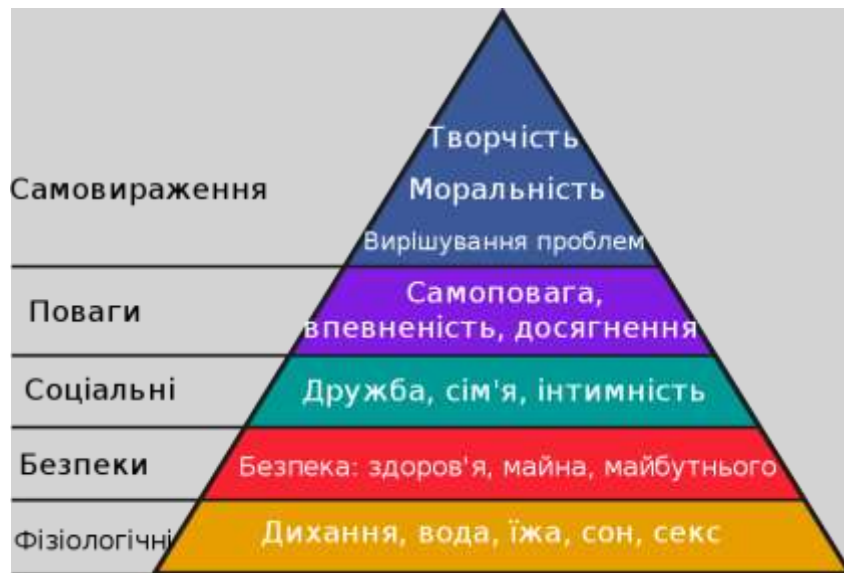 Творчість
Самовираження
Моральність
Вирішування проблем
Поваги
Самоповага,
впевненість, досягнення
Соціальні
Дружба, сім'я, інтимність
Безпеки
Безпека: здоров'я, майна, майбутнього
Фізіологічні
Дихання, вода, їжа, сон, секс